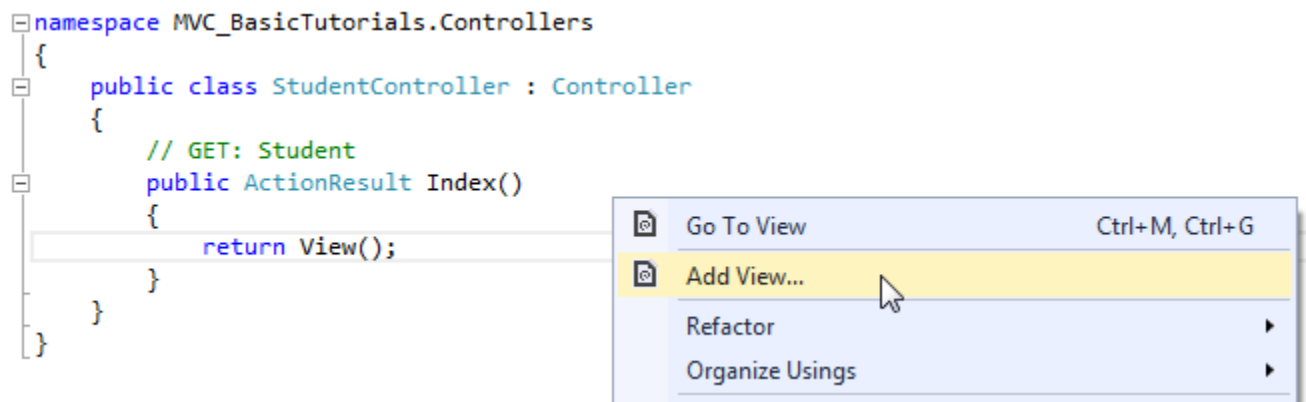 namespace MVC_BasicTutorials.Controllers
{
public class StudentController : Controller
{
// GET: Student
public ActionResult Index()
{
return View();
}
}
}
Go To View Ctrl+M, Ctrl+G
Add View...
Refactor
Organize Usings